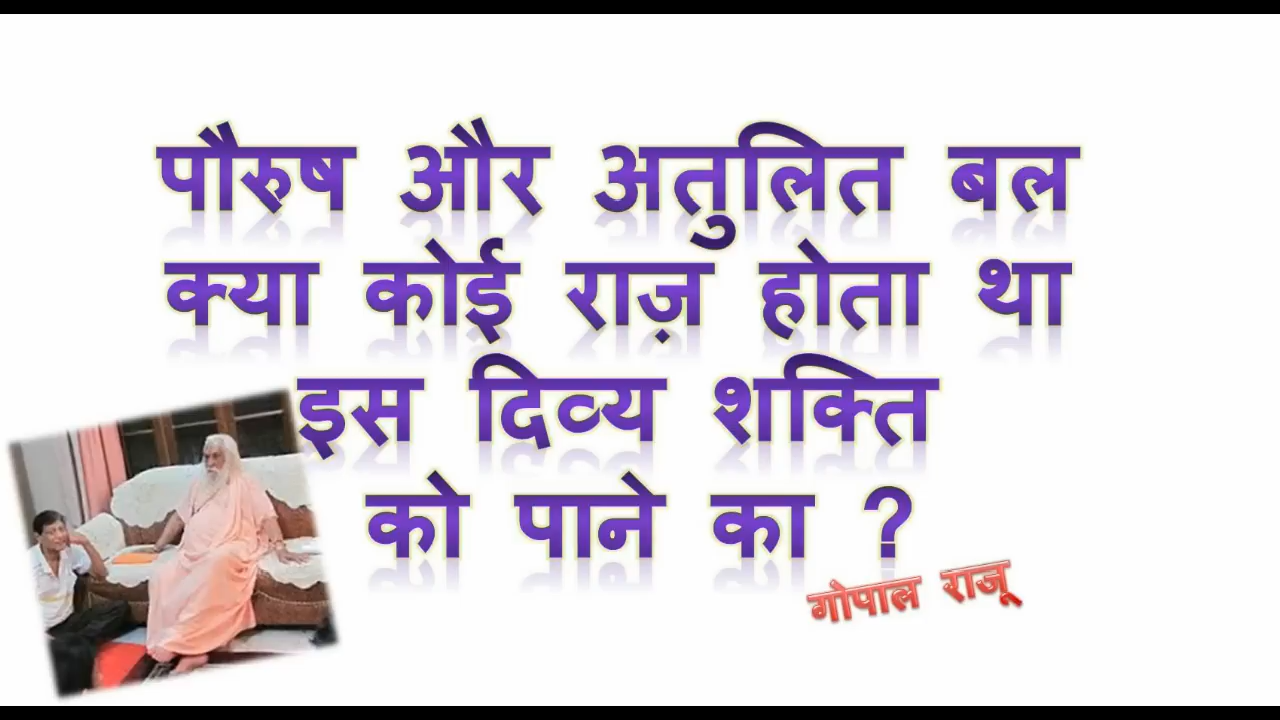 पौरुष और अतुलित बल
क्या कोई राज़ होता था
इस दिव्य शक्ति
को पाने का ?
गोपाल राजू